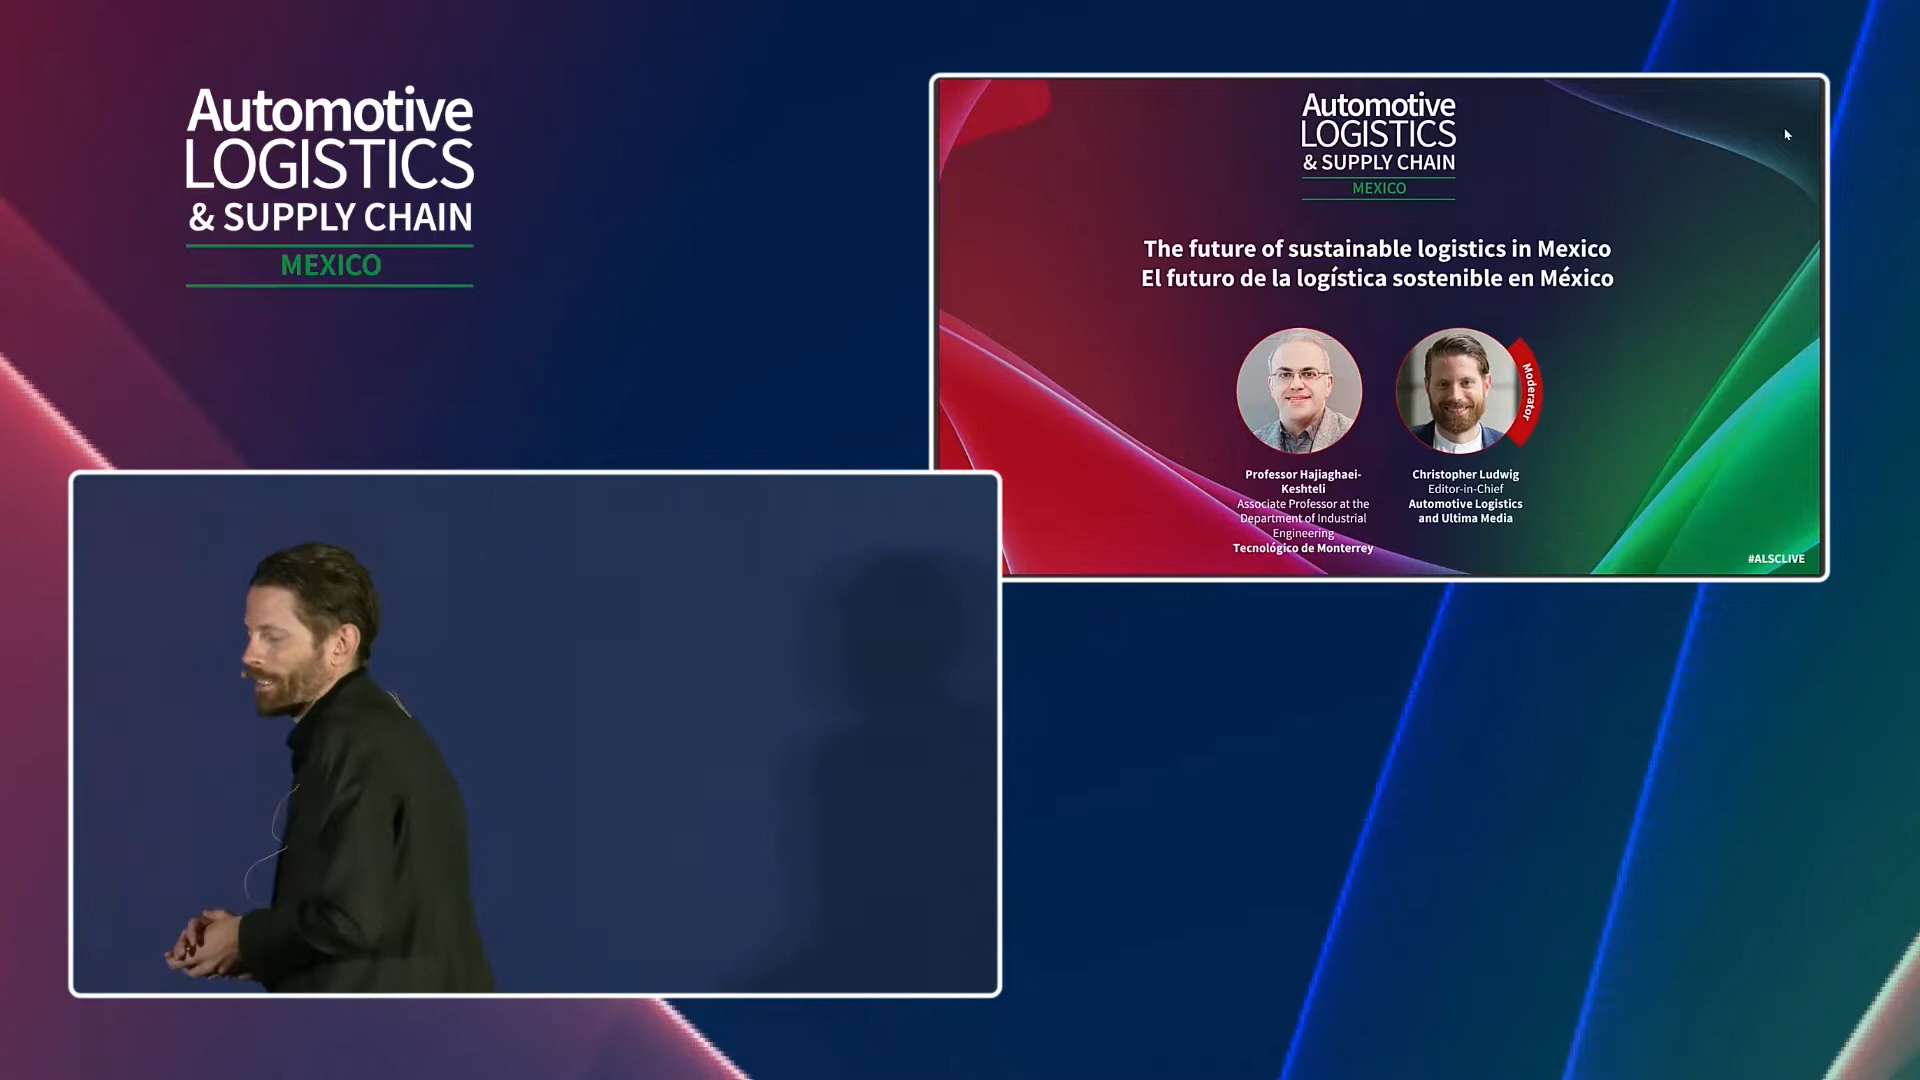 Automotive
LOGISTICS
& SUPPLY CHAIN
MEXICO
Automotive
LOGISTICS
& SUPPLY CHAIN
MEXICO
The future of sustainable logistics in Mexico
El futuro de la logística sostenible en México
Moderator
Professor Hajiaghaei-
Keshteli
Associate Professor at the
Department of Industrial
Engineering
Tecnológico de Monterrey
Christopher Ludwig
Editor-in-Chief
Automotive Logistics
and Ultima Media
#ALSCLIVE